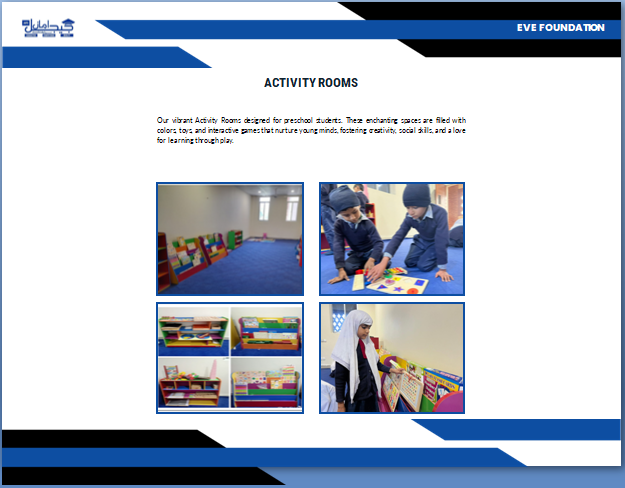 EVE FOUNDATION
ACTIVITY ROOMS
Our vibrant Activity Rooms designed for preschool students. These enchanting spaces are filled with
colors, toys, and interactive games that nurture young minds, fostering creativity, social skills, and a love
for learning through play.